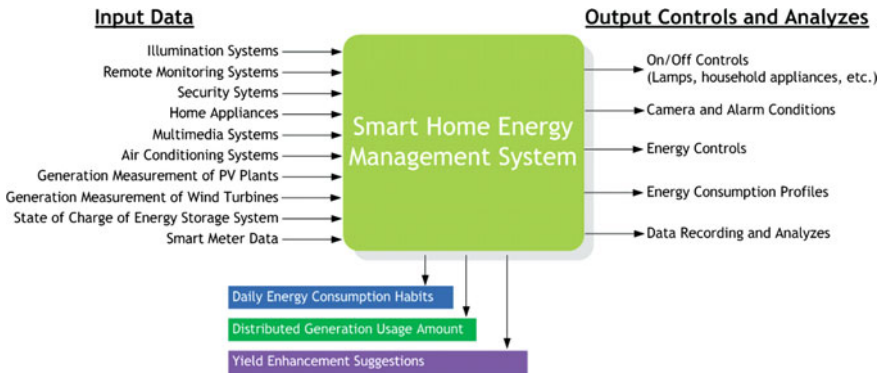 Input Data
Illumination Systems
Remote Monitoring Systems
Security Sytems
Home Appliances
Multimedia Systems
Air Conditioning Systems
Generation Measurement of PV Plants
Generation Measurement of Wind Turbines
State of Charge of Energy Storage System
Smart Meter Data
Smart Home Energy
Management System
Output Controls and Analyzes
On/Off Controls
(Lamps, household appliances, etc.)
Camera and Alarm Conditions
Energy Controls
Energy Consumption Profiles
Data Recording and Analyzes
Daily Energy Consumption Habits
Distributed Generation Usage Amount
Yield Enhancement Suggestions